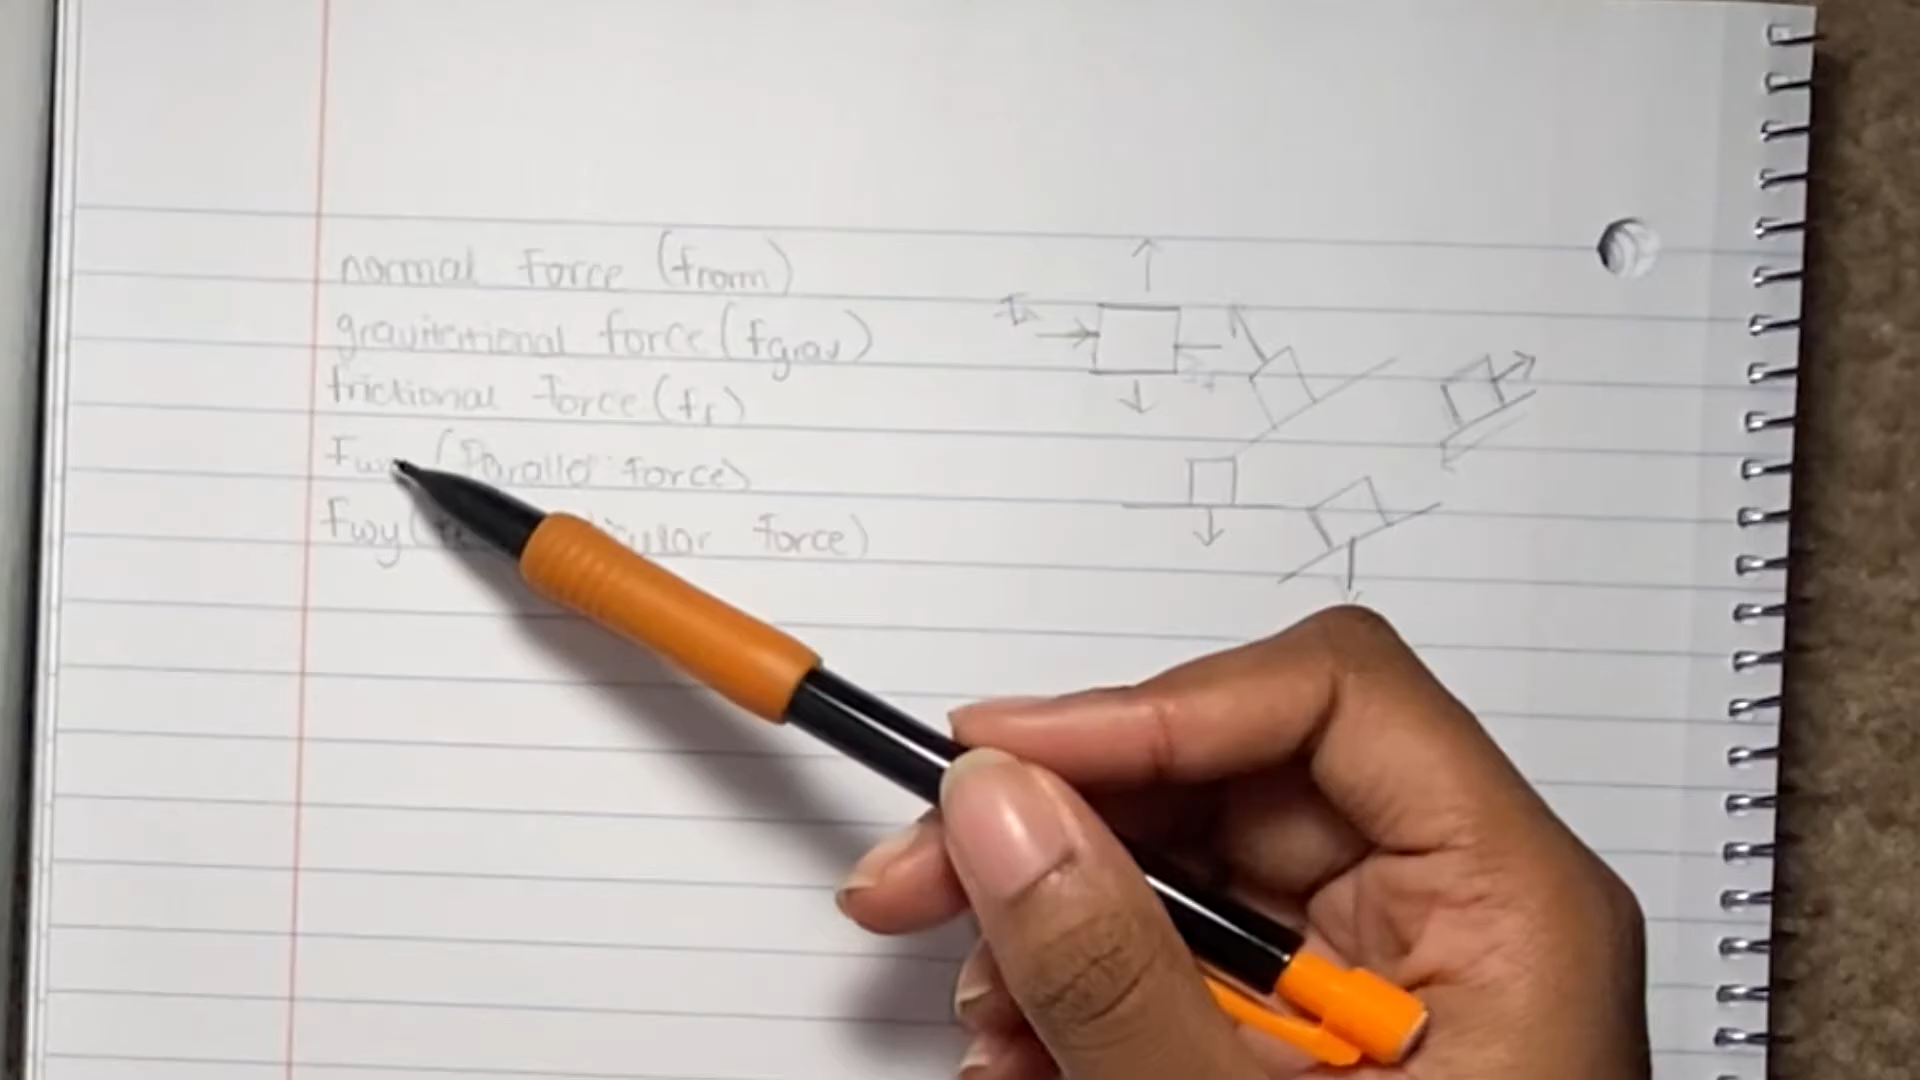 normal Force (fnorm)
gravitational force (fgrav)
frictional Force (ff)
(Parallel Force)
Fwy ( Force)